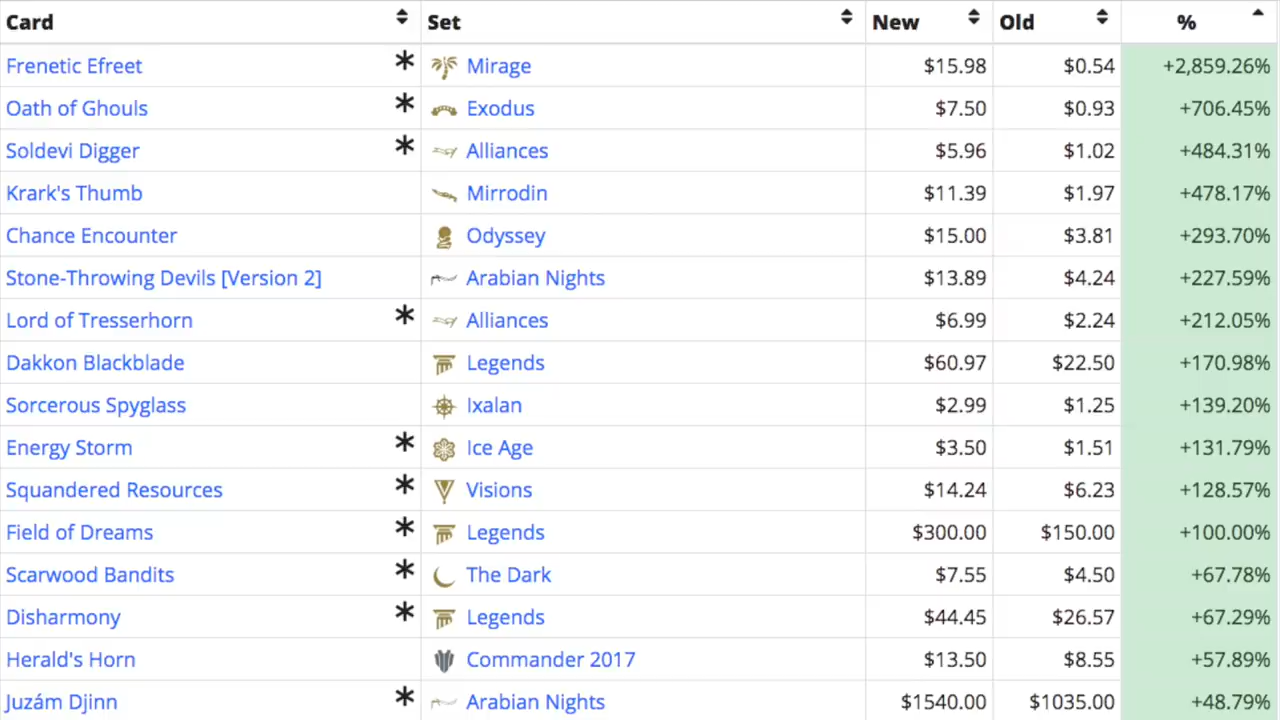 Card Set New Old %
Frenetic Efreet * Mirage $15.98 $0.54 +2,859.26%
Oath of Ghouls * Exodus $7.50 $0.93 +706.45%
Soldevi Digger * Alliances $5.96 $1.02 +484.31%
Krark's Thumb Mirrodin $11.39 $1.97 +478.17%
Chance Encounter Odyssey $15.00 $3.81 +293.70%
Stone-Throwing Devils [Version 2] Arabian Nights $13.89 $4.24 +227.59%
Lord of Tresserhorn * Alliances $6.99 $2.24 +212.05%
Dakkon Blackblade Legends $60.97 $22.50 +170.98%
Sorcerous Spyglass Ixalan $2.99 $1.25 +139.20%
Energy Storm * Ice Age $3.50 $1.51 +131.79%
Squandered Resources * Visions $14.24 $6.23 +128.57%
Field of Dreams * Legends $300.00 $150.00 +100.00%
Scarwood Bandits * The Dark $7.55 $4.50 +67.78%
Disharmony * Legends $44.45 $26.57 +67.29%
Herald's Horn Commander 2017 $13.50 $8.55 +57.89%
Juzám Djinn * Arabian Nights $1540.00 $1035.00 +48.79%